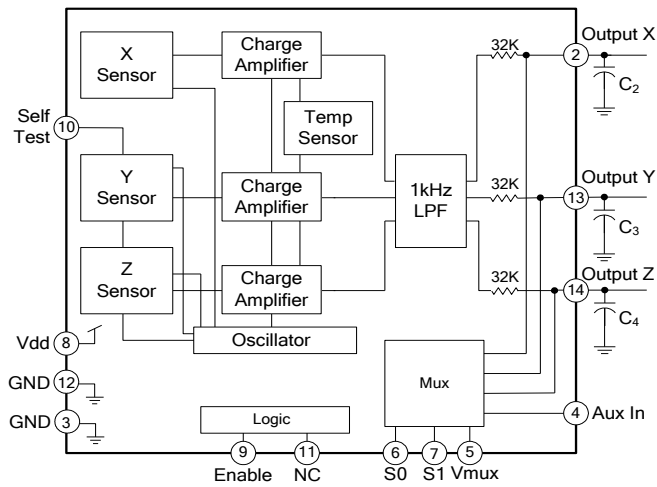 X
Sensor
Charge
Amplifier
32K
2
Output X
C2
Self
Test
10
Temp
Sensor
Y
Sensor
Charge
Amplifier
1kHz
LPF
32K
13
Output Y
C3
Z
Sensor
Charge
Amplifier
32K
14
Output Z
C4
Oscillator
Vdd
8
GND
12
GND
3
Mux
4
Aux In
Logic
9
11
6
7
5
Enable
NC
S0
S1
Vmux